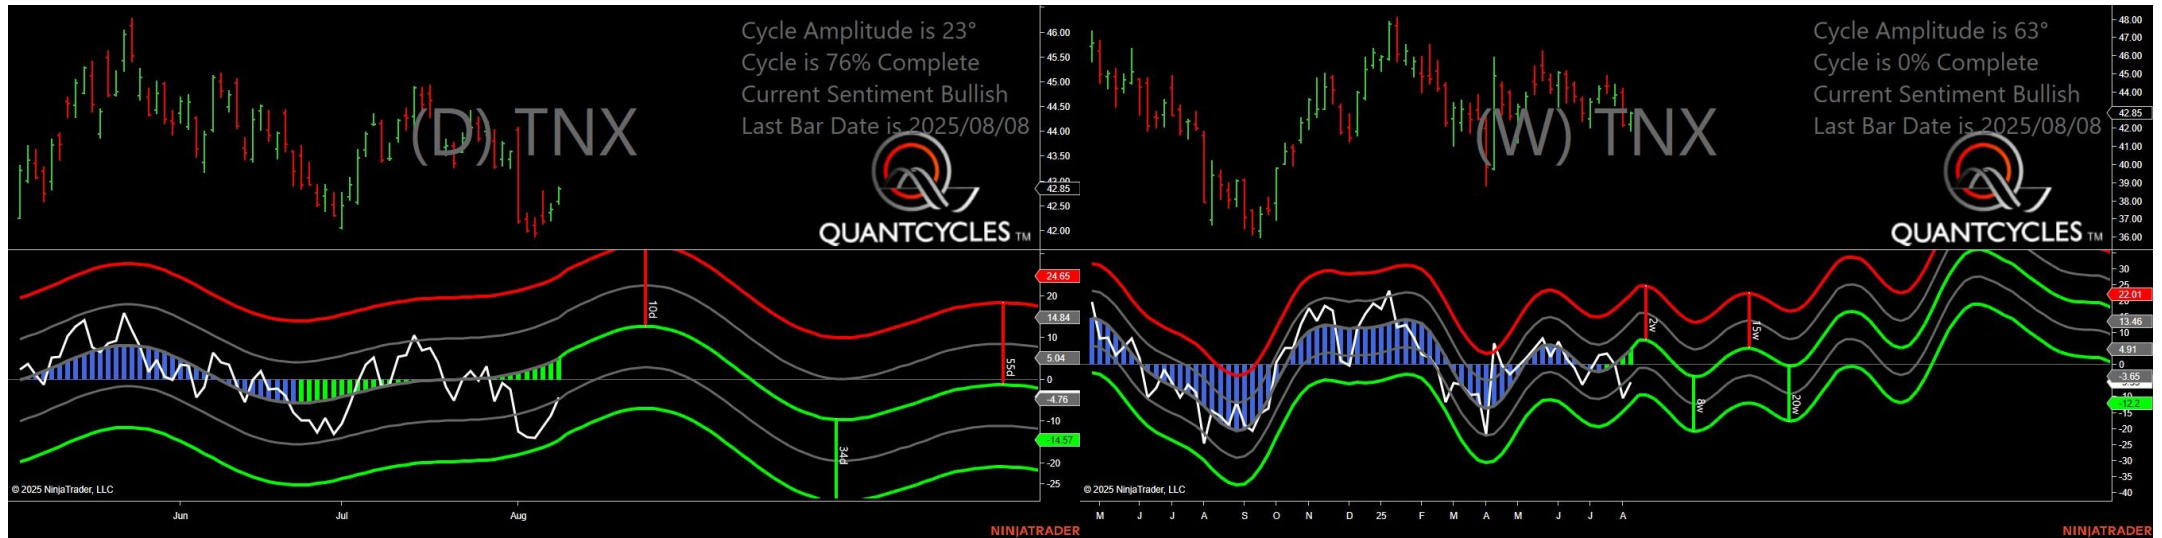 Cycle Amplitude is 23°
Cycle is 76% Complete
Current Sentiment Bullish
Last Bar Date is 2025/08/08
(D) TNX
QUANTCYCLES TM
46.00
45.50
45.00
44.50
44.00
43.50
43.00
42.85
42.50
42.00
24.65
20
14.84
10
5.04
0
-4.76
-10
-14.57
-20
-25
10d
34d
55d
© 2025 NinjaTrader, LLC
Jun
Jul
Aug
NINJATRADER
Cycle Amplitude is 63°
Cycle is 0% Complete
Current Sentiment Bullish
Last Bar Date is 2025/08/08
(W) TNX
QUANTCYCLES TM
48.00
47.00
46.00
45.00
44.00
42.85
42.00
41.00
40.00
39.00
38.00
37.00
36.00
30
25
22.01
13.46
10
4.91
0
-3.65
-12.2
-15
-20
-25
-30
-35
-40
2w
8w
15w
20w
© 2025 NinjaTrader, LLC
M
J
J
A
S
O
N
D
25
F
M
A
M
J
J
A
NINJATRADER